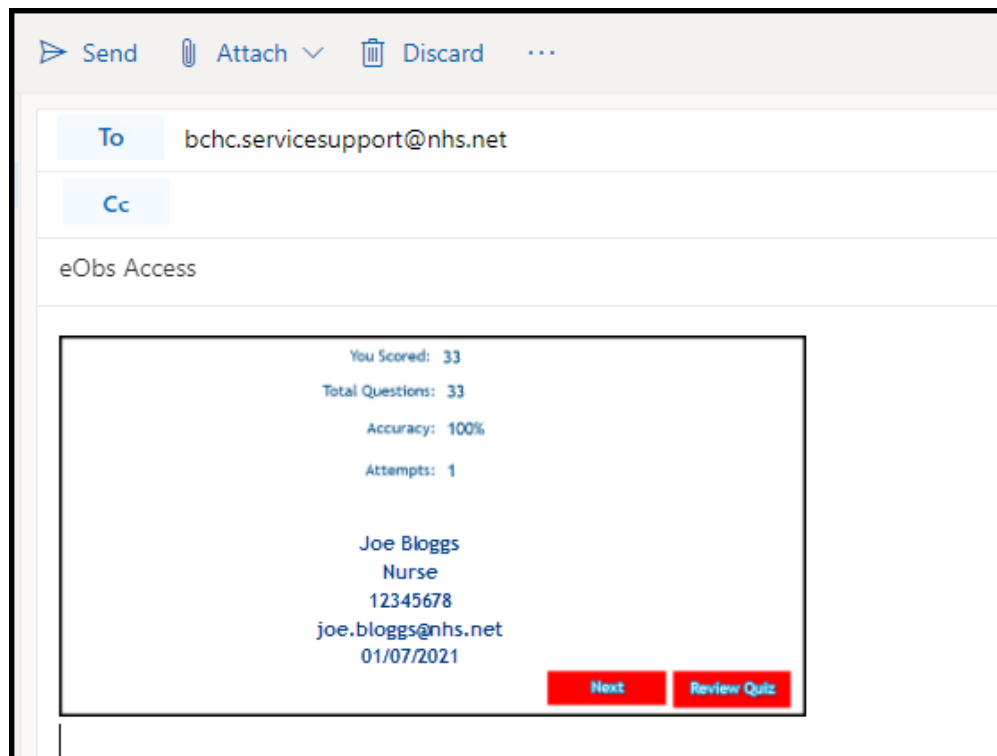 Send Attach Discard ...
To bchc.servicesupport@nhs.net
Cc
eObs Access
You Scored: 33
Total Questions: 33
Accuracy: 100%
Attempts: 1
Joe Bloggs
Nurse
12345678
joe.bloggs@nhs.net
01/07/2021
Next Review Quiz